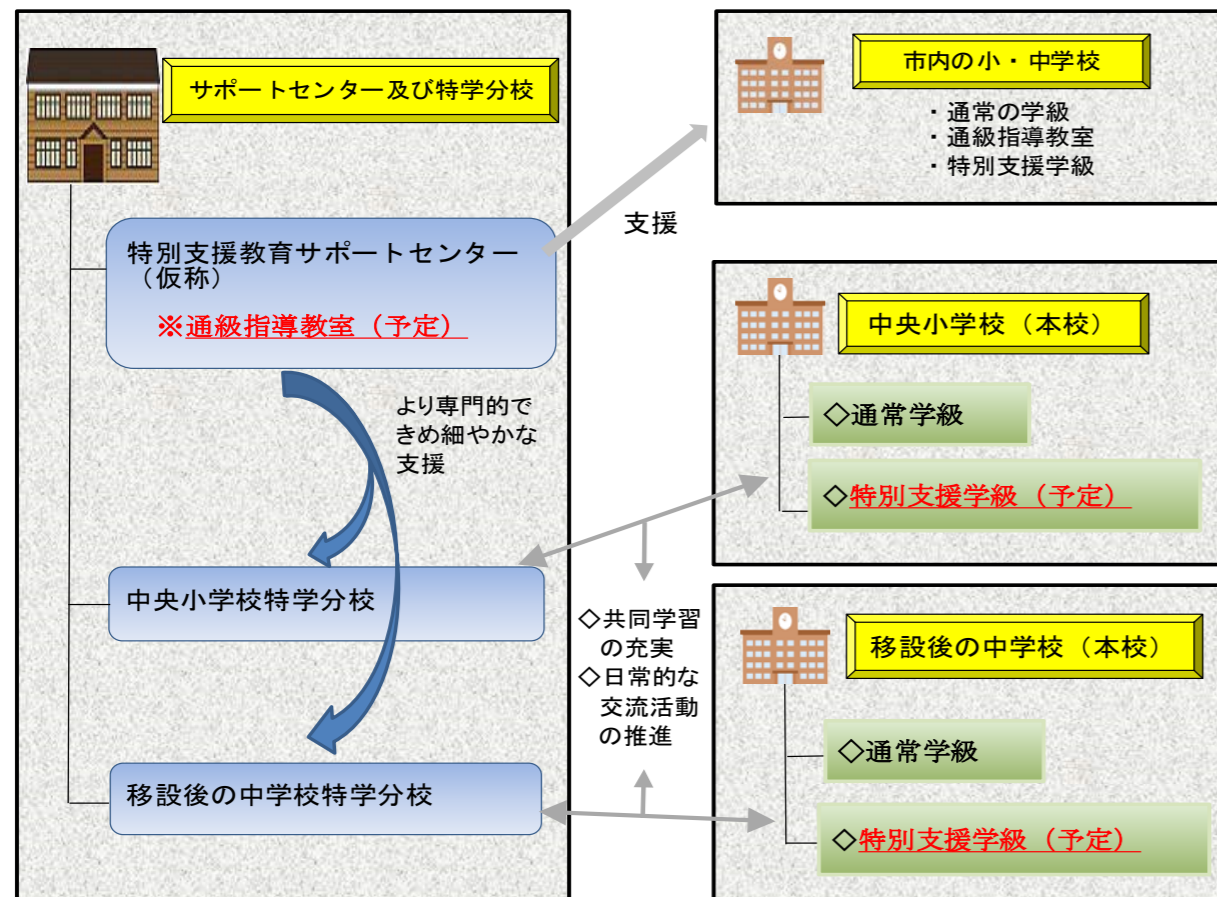 サポートセンター及び特学分校
特別支援教育サポートセンター
（仮称）
※通級指導教室（予定）
より専門的で
きめ細やかな
支援
中央小学校特学分校
移設後の中学校特学分校
支援
◇共同学習
の充実
◇日常的な
交流活動
の推進
市内の小・中学校
・通常の学級
・通級指導教室
・特別支援学級
中央小学校（本校）
◇通常学級
◇特別支援学級（予定）
移設後の中学校（本校）
◇通常学級
◇特別支援学級（予定）